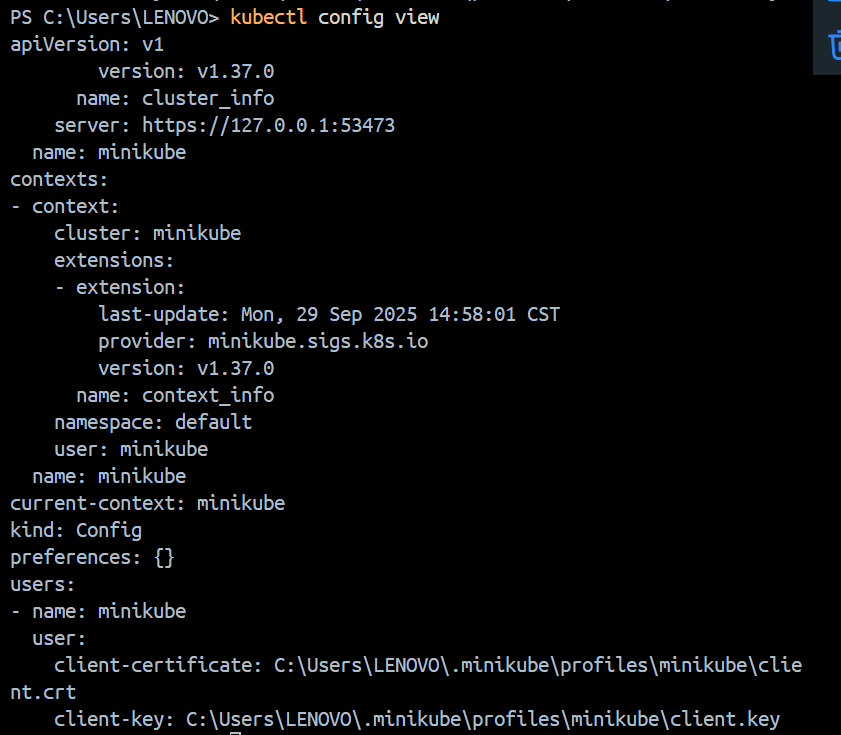 PS C:\Users\LENOVO> kubectl config view
apiVersion: v1
        version: v1.37.0
      name: cluster_info
    server: https://127.0.0.1:53473
  name: minikube
contexts:
- context:
    cluster: minikube
    extensions:
    - extension:
        last-update: Mon, 29 Sep 2025 14:58:01 CST
        provider: minikube.sigs.k8s.io
        version: v1.37.0
      name: context_info
    namespace: default
    user: minikube
  name: minikube
current-context: minikube
kind: Config
preferences: {}
users:
- name: minikube
  user:
    client-certificate: C:\Users\LENOVO\.minikube\profiles\minikube\clie
nt.crt
    client-key: C:\Users\LENOVO\.minikube\profiles\minikube\client.key